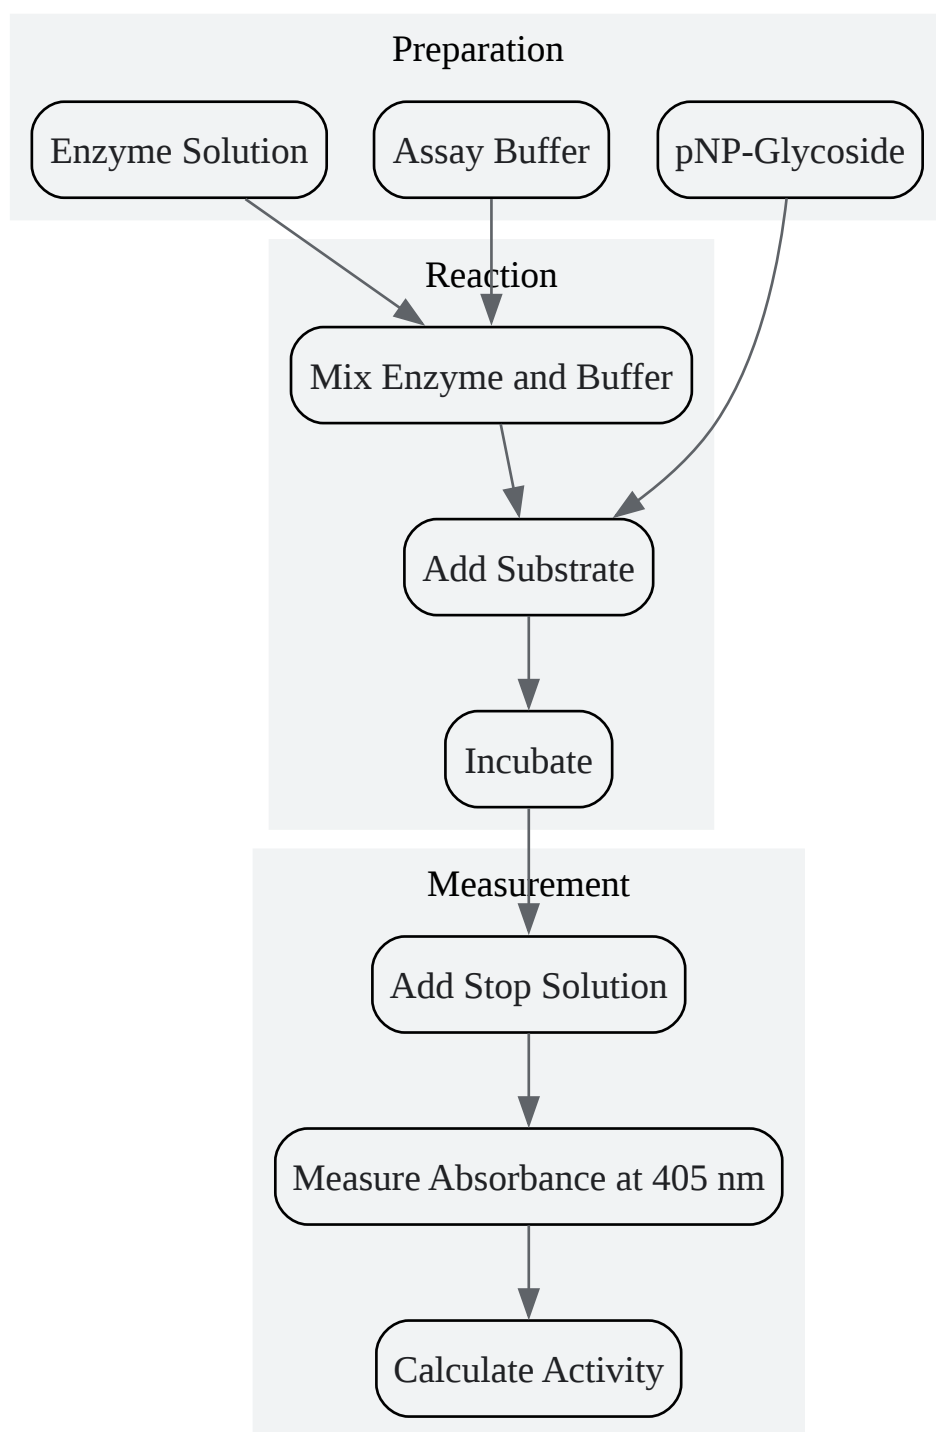 Preparation
Enzyme Solution
Assay Buffer
pNP-Glycoside
Reaction
Mix Enzyme and Buffer
Add Substrate
Incubate
Measurement
Add Stop Solution
Measure Absorbance at 405 nm
Calculate Activity